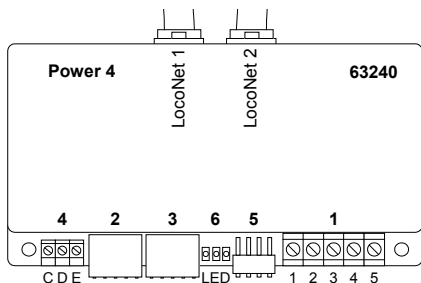 LocoNet 1
LocoNet 2
Power 4
63240
4 2 3 6 5 1
C D E LED 1 2 3 4 5